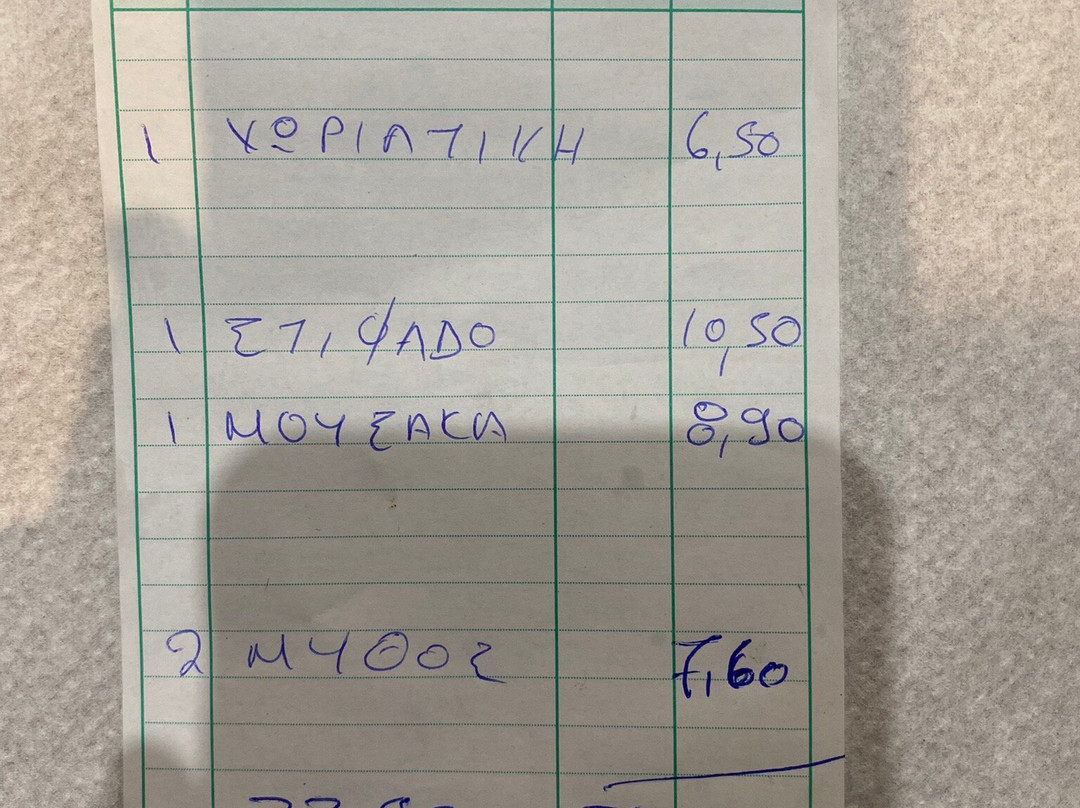 1 ΧΩΡΙΑΤΙΚΗ 6,50
1 ΣΤΙΦΑΔΟ 10,50
1 ΜΟΥΣΑΚΑ 8,90
2 ΜΥΘΟΣ 7,60